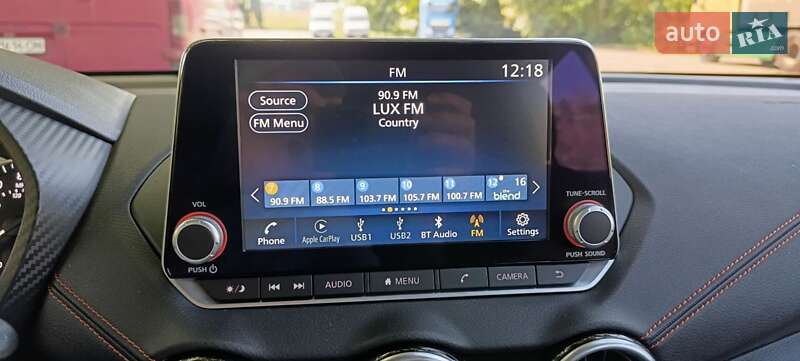 auto RIA
FM
12:18
Source
90.9 FM
LUX FM
FM Menu
Country
7 8 9 10 11 12 16
90.9 FM 88.5 FM 103.7 FM 105.7 FM 100.7 FM the blend
VOL
TUNE·SCROLL
Phone Apple CarPlay USB1 USB2 BT Audio FM Settings
PUSH
PUSH SOUND
AUDIO MENU CAMERA